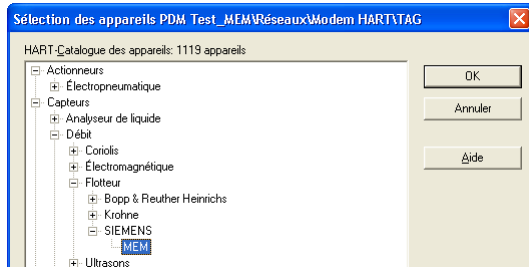 Sélection des appareils PDM Test_MEM\Réseaux\Modem HART\TAG
HART-Catalogue des appareils: 1119 appareils
Actionneurs
Électropneumatique
Capteurs
Analyseur de liquide
Débit
Coriolis
Électromagnétique
Flotteur
Bopp & Reuther Heinrichs
Krohne
SIEMENS
MEM
Ultrasons
OK
Annuler
Aide